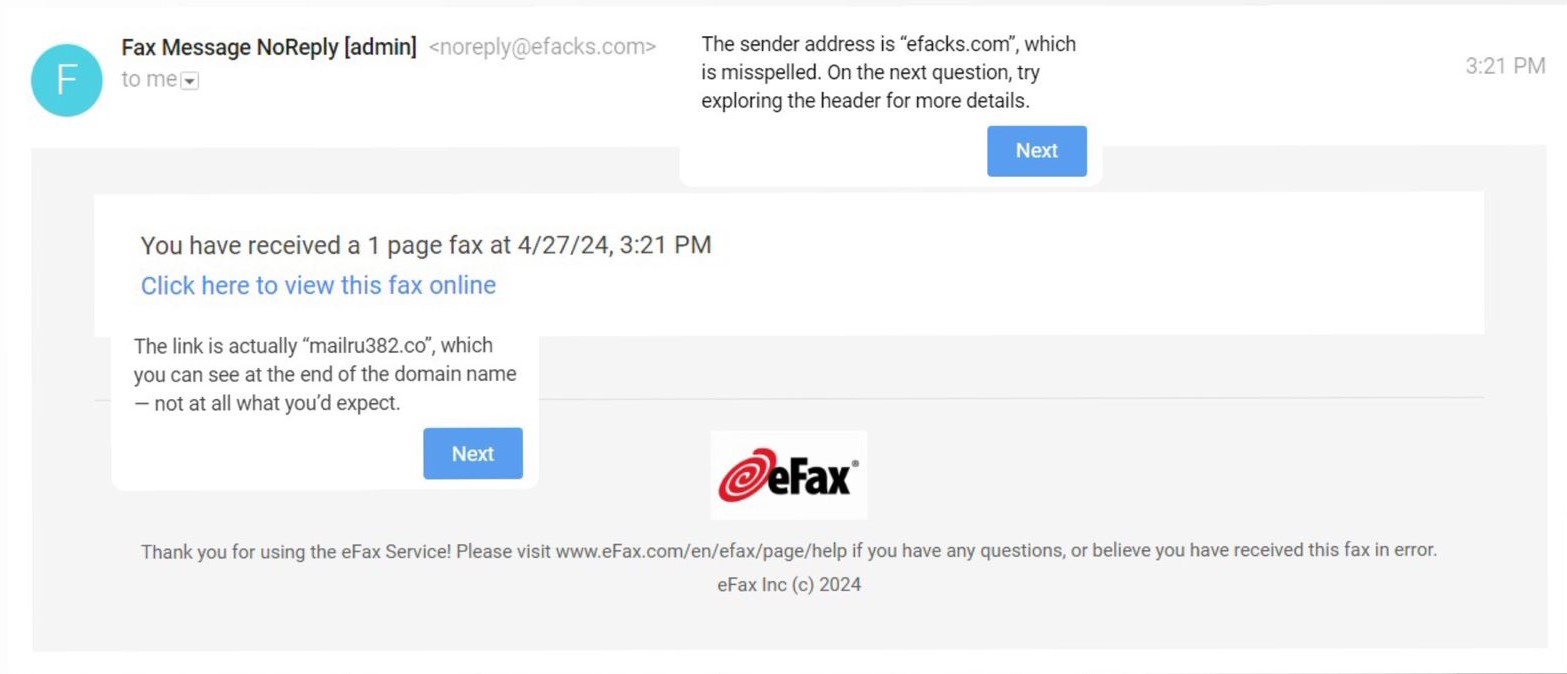 F
Fax Message NoReply [admin] <noreply@efacks.com>
to me
3:21 PM
The sender address is “efacks.com”, which
is misspelled. On the next question, try
exploring the header for more details.
Next
You have received a 1 page fax at 4/27/24, 3:21 PM
Click here to view this fax online
The link is actually “mailru382.co”, which
you can see at the end of the domain name
— not at all what you’d expect.
Next
eFax®
Thank you for using the eFax Service! Please visit www.eFax.com/en/efax/page/help if you have any questions, or believe you have received this fax in error.
eFax Inc (c) 2024